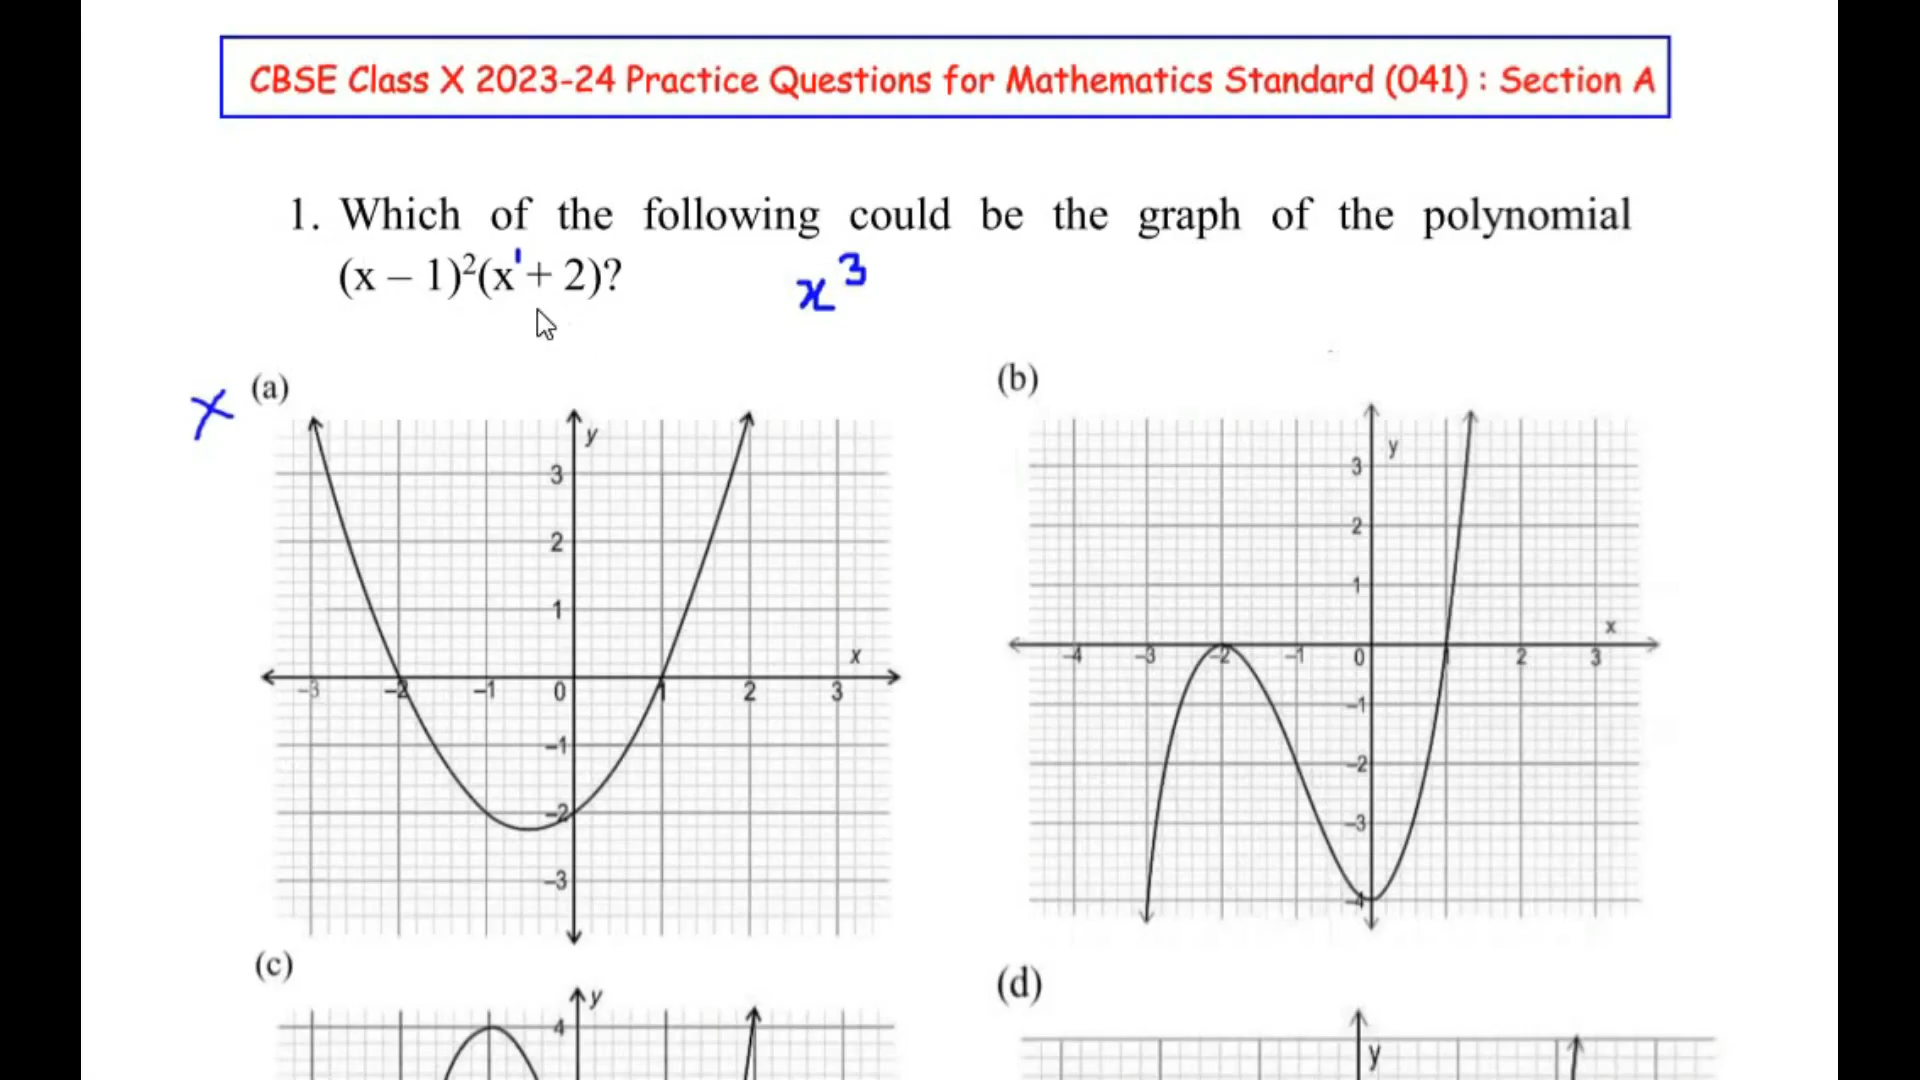 CBSE Class X 2023-24 Practice Questions for Mathematics Standard (041) : Section A
1. Which of the following could be the graph of the polynomial
(x – 1)²(x'+ 2)?
x³
x (a)
(b)
y
3
2
1
x
-3 -2 -1 0 1 2 3
-1
-2
-3
y
3
2
1
x
-4 -3 -2 -1 0 1 2 3
-1
-2
-3
-4
(c)
(d)
y
4
y